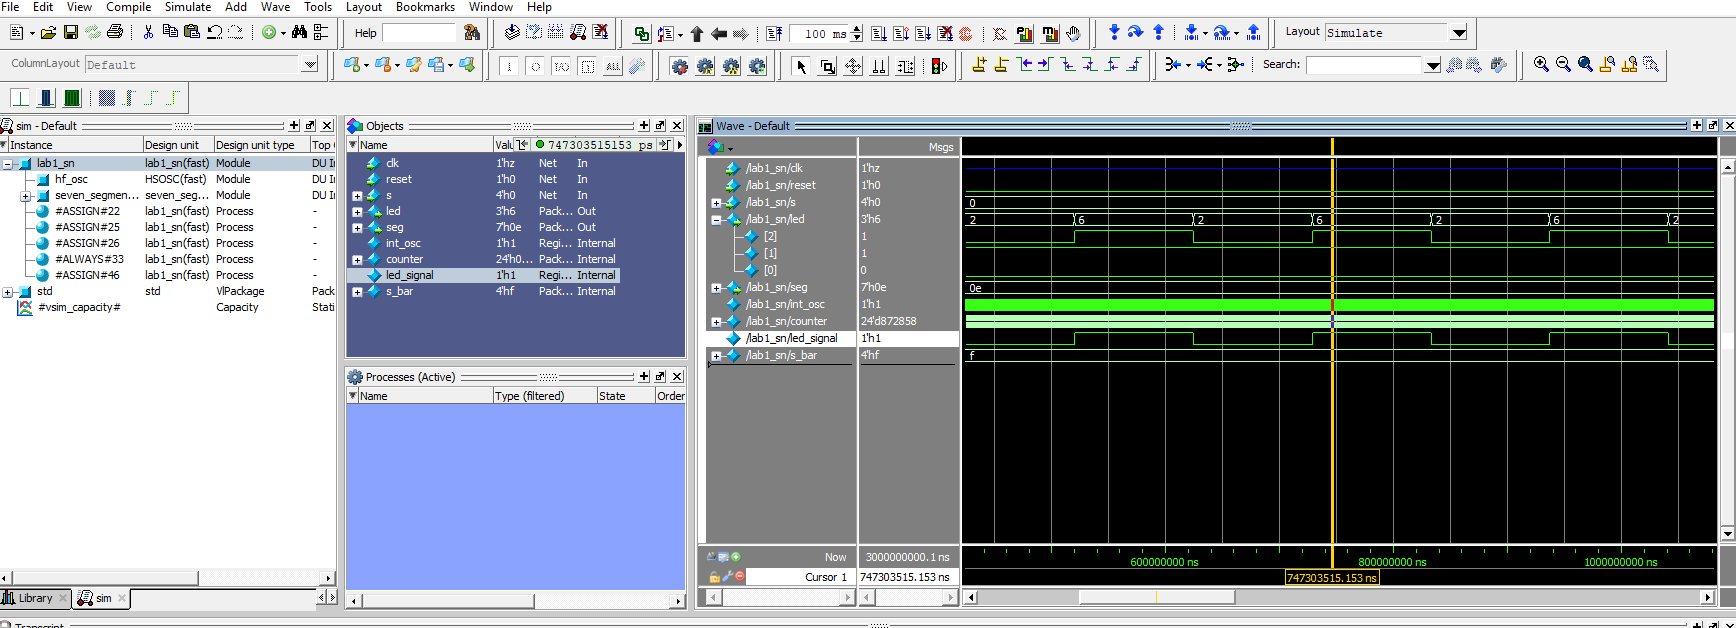 File Edit View Compile Simulate Add Wave Tools Layout Bookmarks Window Help
Help 100 ms Layout Simulate
ColumnLayout Default ALL Search:
sim - Default
Instance Design unit Design unit type Top
lab1_sn lab1_sn(fast) Module DU In
hf_osc HSOSC(fast) Module DU In
seven_segmen... seven_seg... Module DU In
#ASSIGN#22 lab1_sn(fast) Process -
#ASSIGN#25 lab1_sn(fast) Process -
#ASSIGN#26 lab1_sn(fast) Process -
#ALWAYS#33 lab1_sn(fast) Process -
#ASSIGN#46 lab1_sn(fast) Process -
std std VlPackage Pack
#vsim_capacity# Capacity Stati
Library sim
Objects
Name Valu 747303515153 ps
clk 1'hz Net In
reset 1'h0 Net In
s 4'h0 Net In
led 3'h6 Pack... Out
seg 7'h0e Pack... Out
int_osc 1'h1 Regi... Internal
counter 24'h0... Pack... Internal
led_signal 1'h1 Regi... Internal
s_bar 4'hf Pack... Internal
Processes (Active)
Name Type (filtered) State Order
Wave - Default
Msgs
/lab1_sn/clk 1'hz
/lab1_sn/reset 1'h0
/lab1_sn/s 4'h0 0
/lab1_sn/led 3'h6 2 6 2 6 2 6 2
[2] 1
[1] 1
[0] 0
/lab1_sn/seg 7'h0e 0e
/lab1_sn/int_osc 1'h1
/lab1_sn/counter 24'd872858
/lab1_sn/led_signal 1'h1
/lab1_sn/s_bar 4'hf f
Now 3000000000.1 ns 600000000 ns 800000000 ns 1000000000 ns
Cursor 1 747303515.153 ns 747303515.153 ns
Transcript